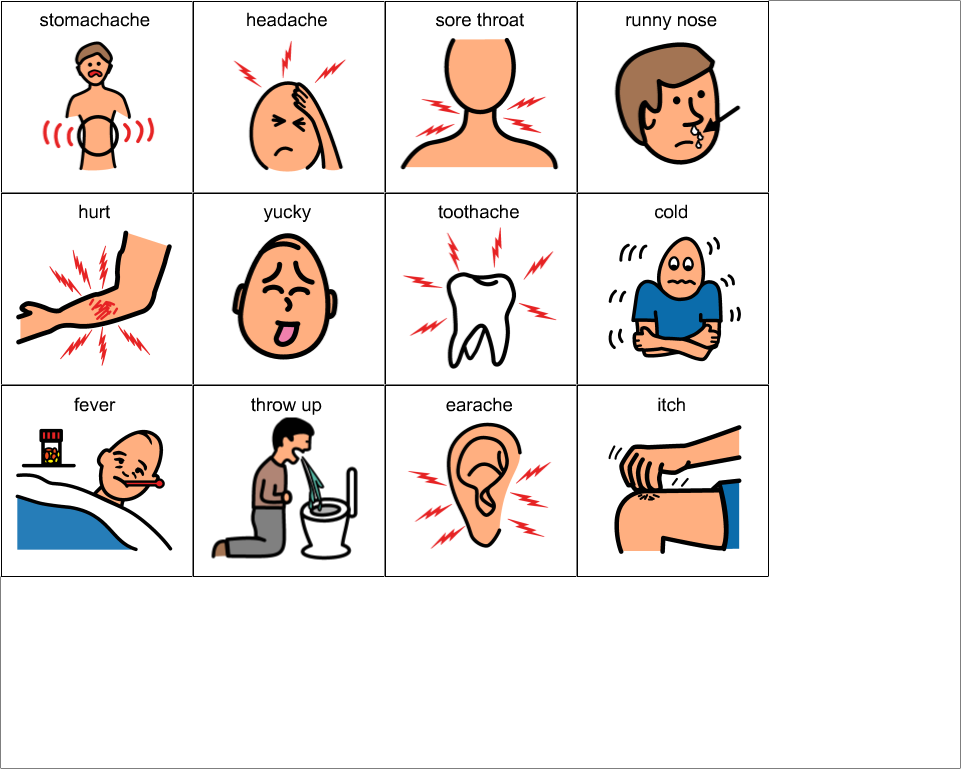 stomachache
headache
sore throat
runny nose
hurt
yucky
toothache
cold
fever
throw up
earache
itch